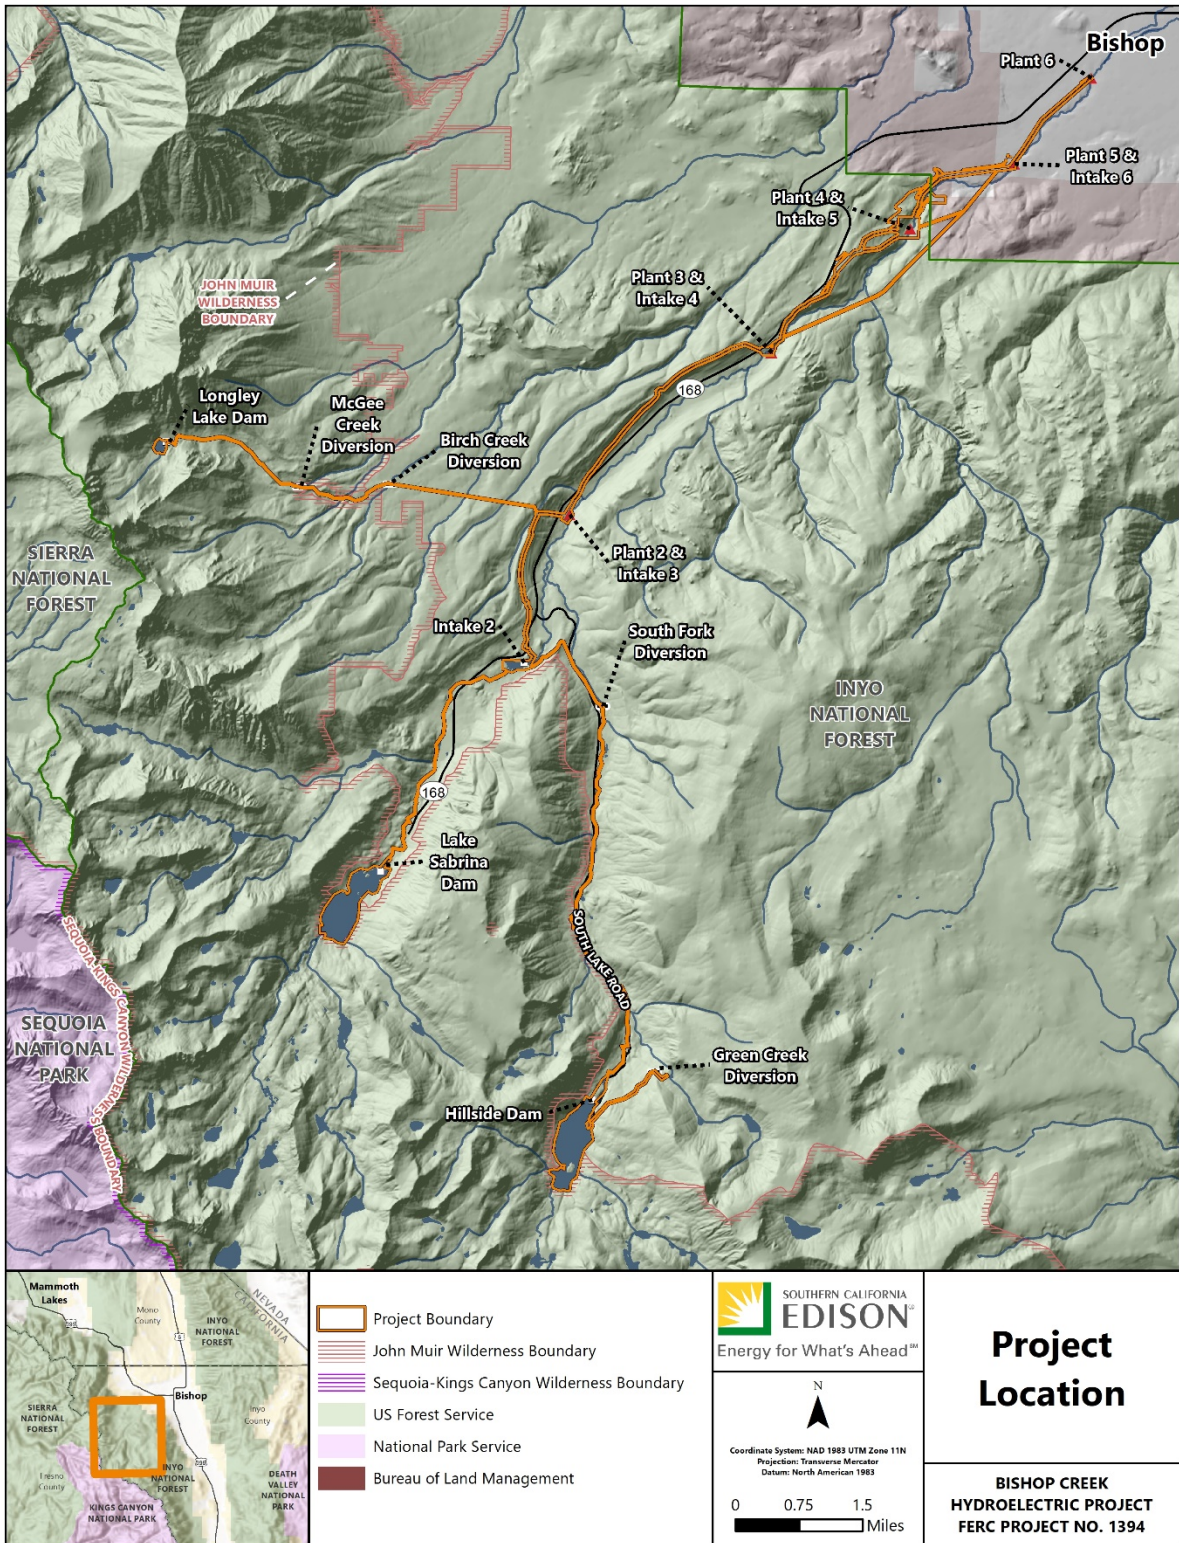 Bishop
Plant 6
Plant 5 &
Intake 6
Plant 4 &
Intake 5
Plant 3 &
Intake 4
JOHN MUIR
WILDERNESS
BOUNDARY
168
Longley
Lake Dam
McGee
Creek
Diversion
Birch Creek
Diversion
SIERRA
NATIONAL
FOREST
Plant 2 &
Intake 3
Intake 2
South Fork
Diversion
INYO
NATIONAL
FOREST
168
Lake
Sabrina
Dam
SEQUOIA-KINGS CANYON WILDERNESS BOUNDARY
SOUTH LAKE ROAD
SEQUOIA
NATIONAL
PARK
Green Creek
Diversion
Hillside Dam
Mammoth
Lakes
Mono
County
NEVADA
CALIFORNIA
INYO
NATIONAL
FOREST
395
6
Bishop
SIERRA
NATIONAL
FOREST
Inyo
County
395
Fresno
County
INYO
NATIONAL
FOREST
DEATH
VALLEY
NATIONAL
PARK
KINGS CANYON
NATIONAL PARK
Project Boundary
John Muir Wilderness Boundary
Sequoia-Kings Canyon Wilderness Boundary
US Forest Service
National Park Service
Bureau of Land Management
SOUTHERN CALIFORNIA
EDISON
Energy for What's Ahead℠
N
Coordinate System: NAD 1983 UTM Zone 11N
Projection: Transverse Mercator
Datum: North American 1983
0 0.75 1.5
Miles
Project
Location
BISHOP CREEK
HYDROELECTRIC PROJECT
FERC PROJECT NO. 1394